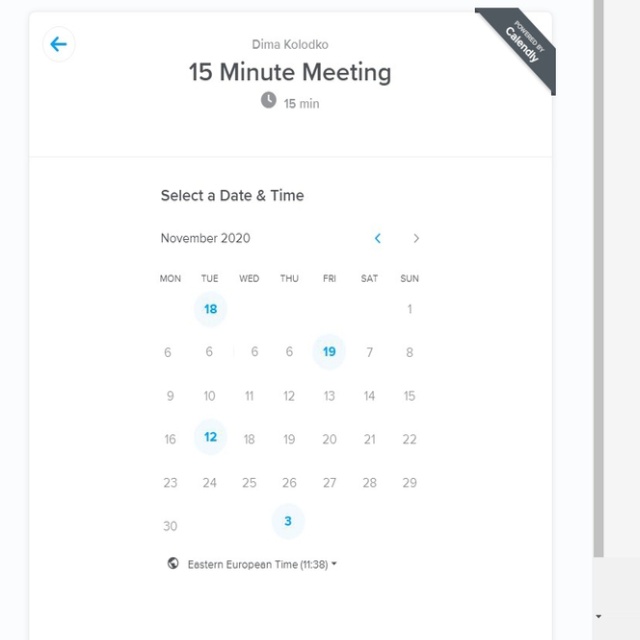 Dima Kolodko
15 Minute Meeting
15 min
POWERED BY
Calendly
Select a Date & Time
November 2020
MON TUE WED THU FRI SAT SUN
18 1
6 6 6 6 19 7 8
9 10 11 12 13 14 15
16 12 18 19 20 21 22
23 24 25 26 27 28 29
30 3
Eastern European Time (11:38)